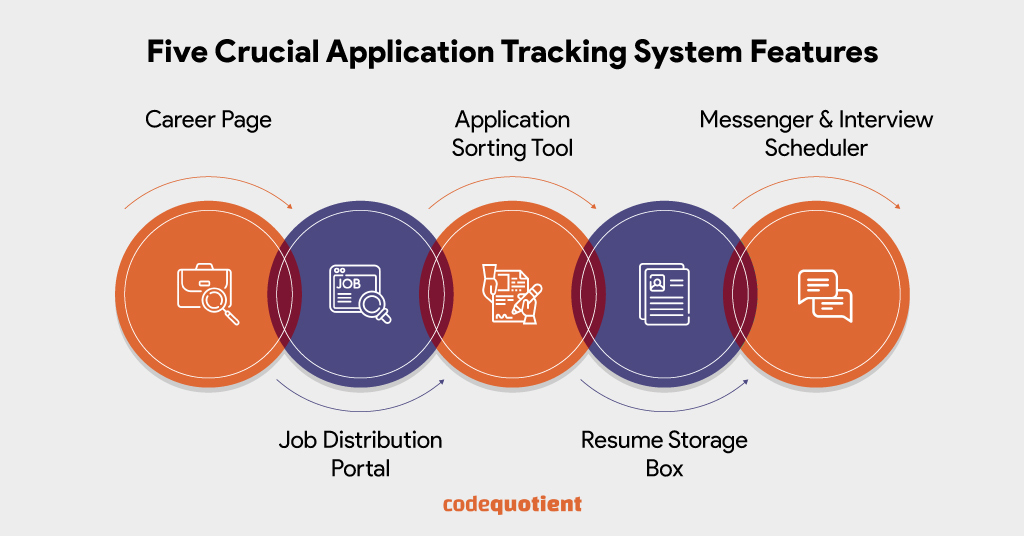 Five Crucial Application Tracking System Features
Career Page
Application
Sorting Tool
Messenger & Interview
Scheduler
JOB
Job Distribution
Portal
Resume Storage
Box
codequotient